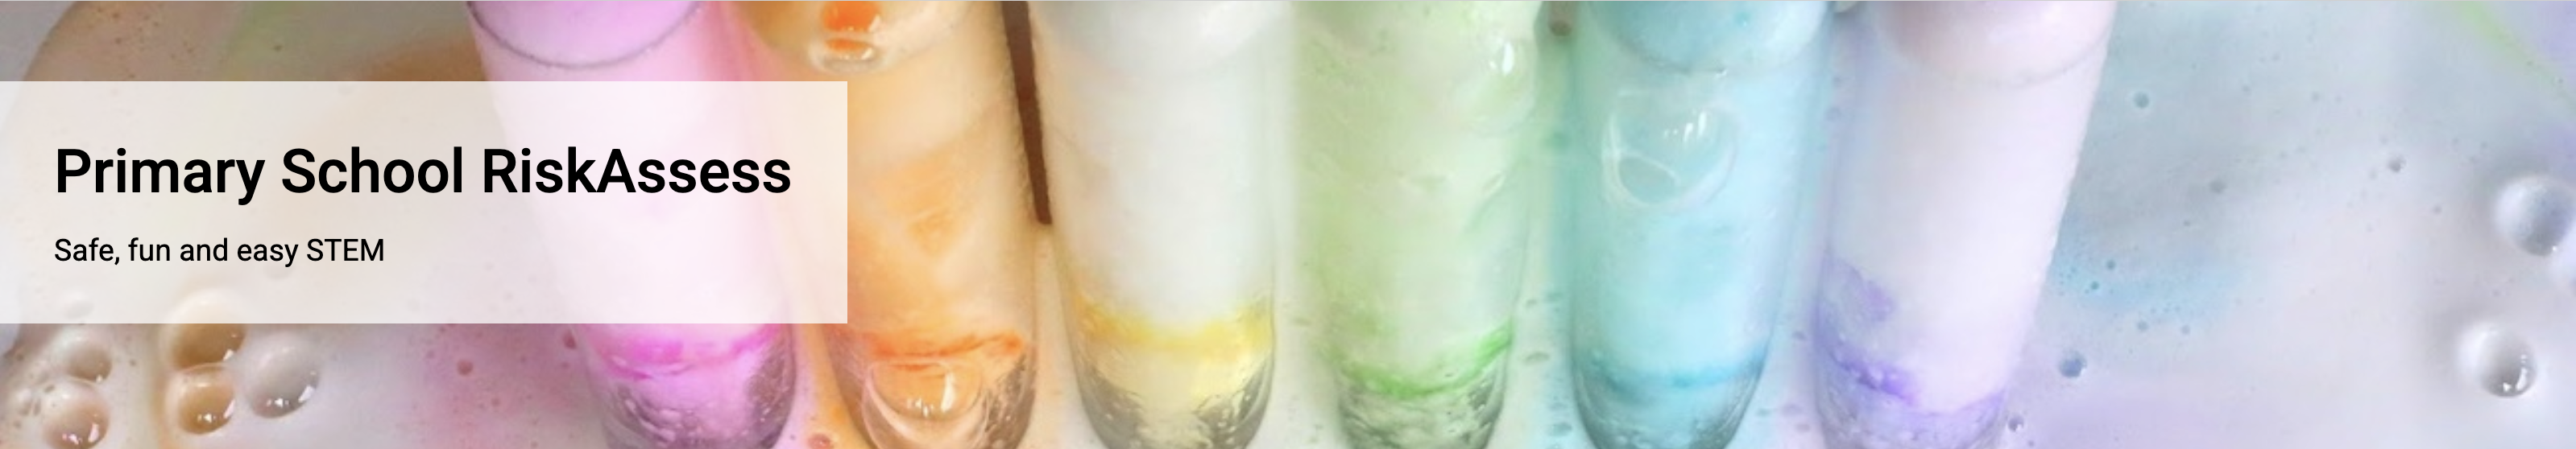 Primary School RiskAssess
Safe, fun and easy STEM